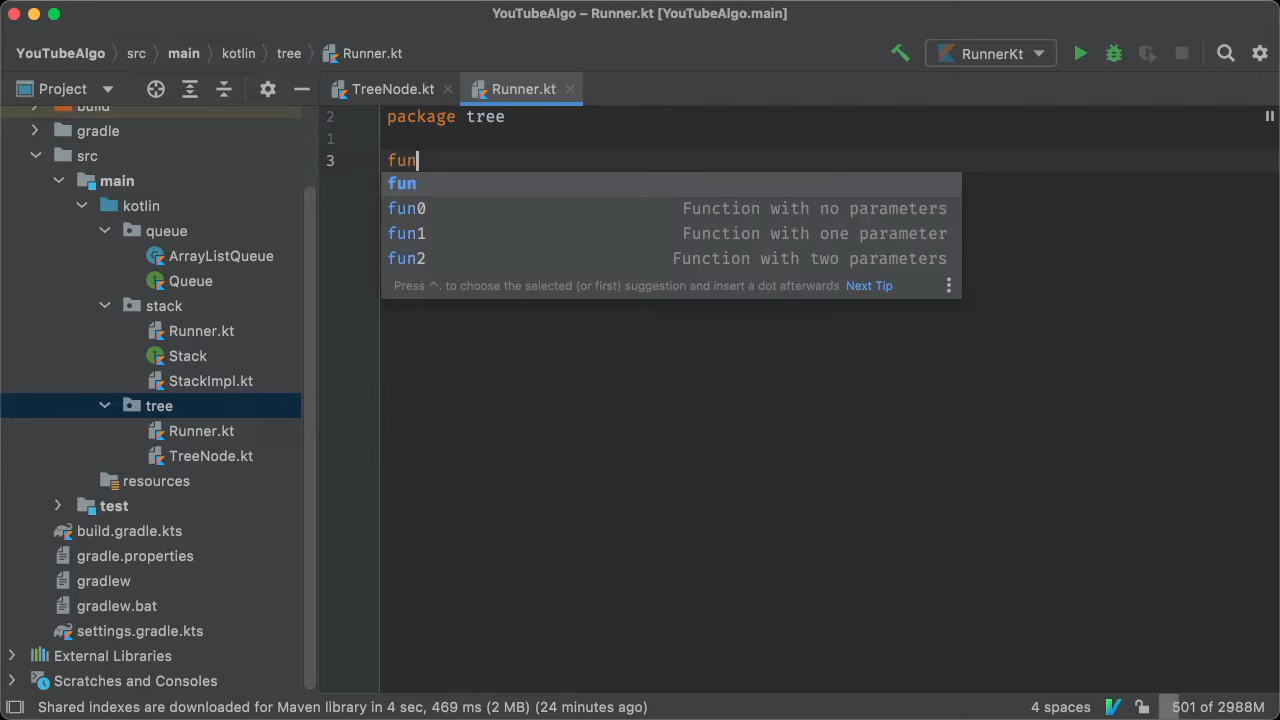 YouTubeAlgo – Runner.kt [YouTubeAlgo.main]
YouTubeAlgo src main kotlin tree Runner.kt RunnerKt
Project TreeNode.kt Runner.kt
build
gradle
src
main
kotlin
queue
ArrayListQueue
Queue
stack
Runner.kt
Stack
StackImpl.kt
tree
Runner.kt
TreeNode.kt
resources
test
build.gradle.kts
gradle.properties
gradlew
gradlew.bat
settings.gradle.kts
External Libraries
Scratches and Consoles
2 package tree
1
3 fun
fun
fun0 Function with no parameters
fun1 Function with one parameter
fun2 Function with two parameters
Press ^. to choose the selected (or first) suggestion and insert a dot afterwards Next Tip
Shared indexes are downloaded for Maven library in 4 sec, 469 ms (2 MB) (24 minutes ago) 4 spaces 501 of 2988M